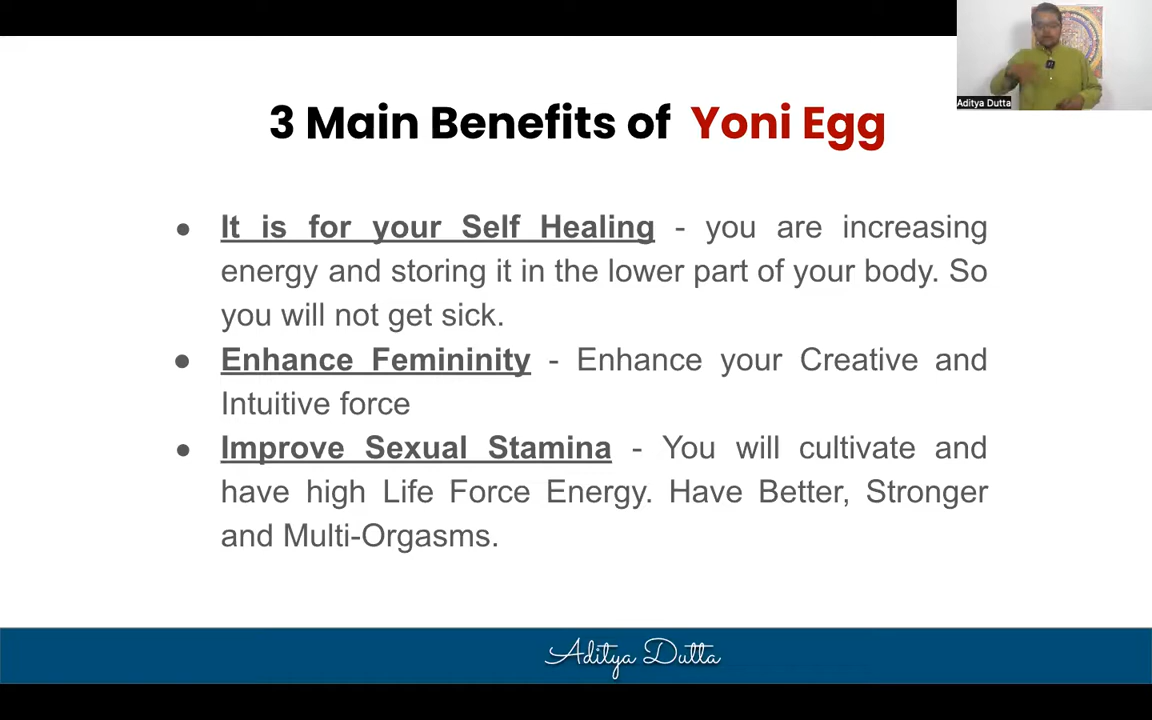 Aditya Dutta
3 Main Benefits of Yoni Egg
● It is for your Self Healing - you are increasing
energy and storing it in the lower part of your body. So
you will not get sick.
● Enhance Femininity - Enhance your Creative and
Intuitive force
● Improve Sexual Stamina - You will cultivate and
have high Life Force Energy. Have Better, Stronger
and Multi-Orgasms.
Aditya Dutta